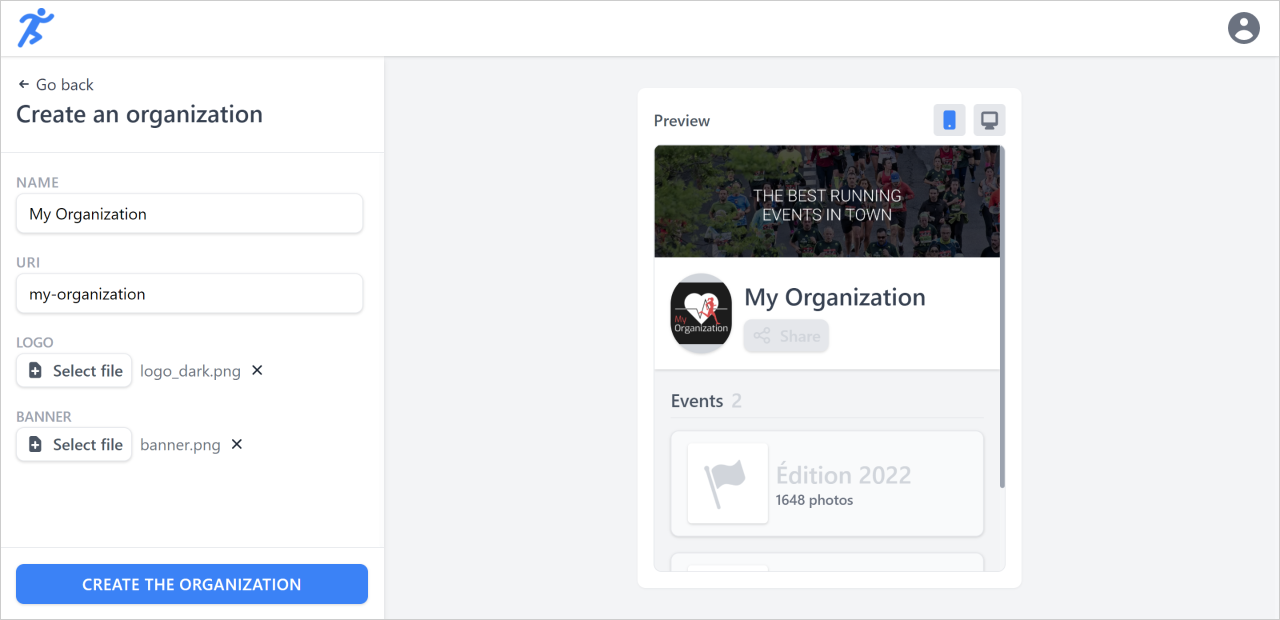 Go back
Create an organization
NAME
My Organization
URI
my-organization
LOGO
Select file logo_dark.png
BANNER
Select file banner.png
CREATE THE ORGANIZATION
Preview
THE BEST RUNNING
EVENTS IN TOWN
My
Organization
My Organization
Share
Events 2
Édition 2022
1648 photos